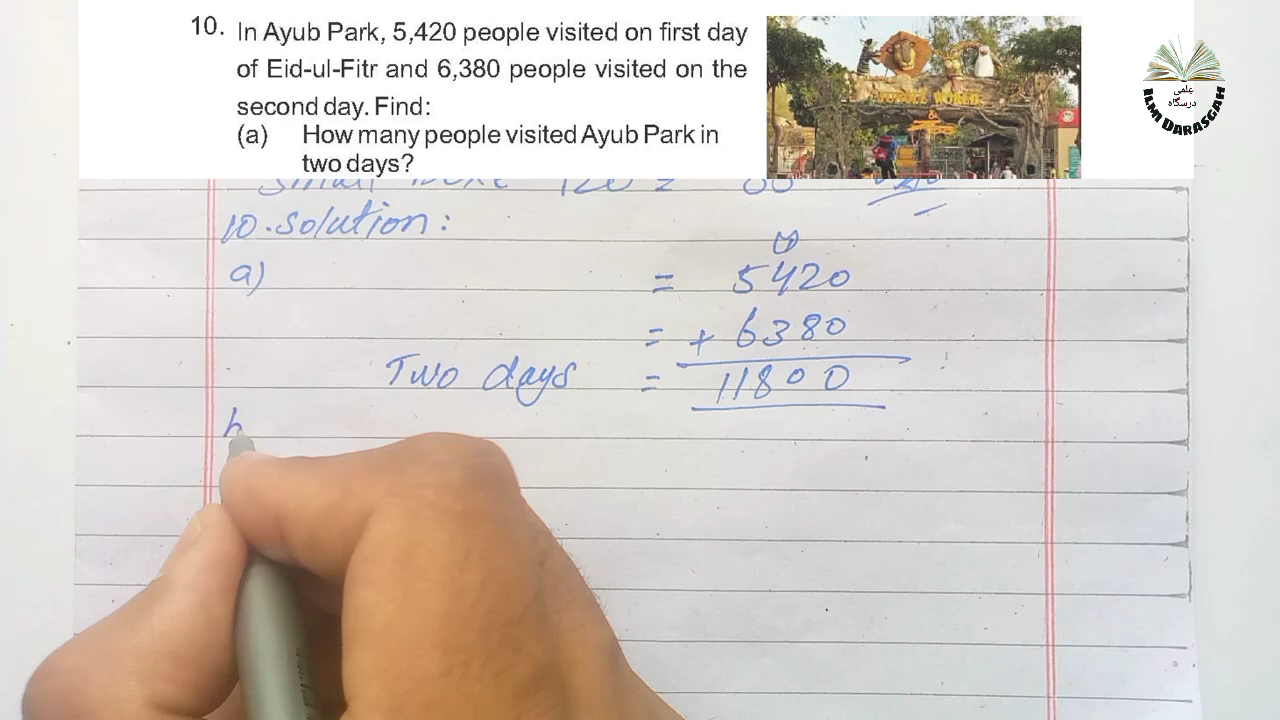 10. In Ayub Park, 5,420 people visited on first day
of Eid-ul-Fitr and 6,380 people visited on the
second day. Find:
(a) How many people visited Ayub Park in
two days?
JUNGLE WORLD
علمی
درسگاہ
ILMI DARASGAH
10. Solution:
a) = 5420
= + 6380
Two days = 11800